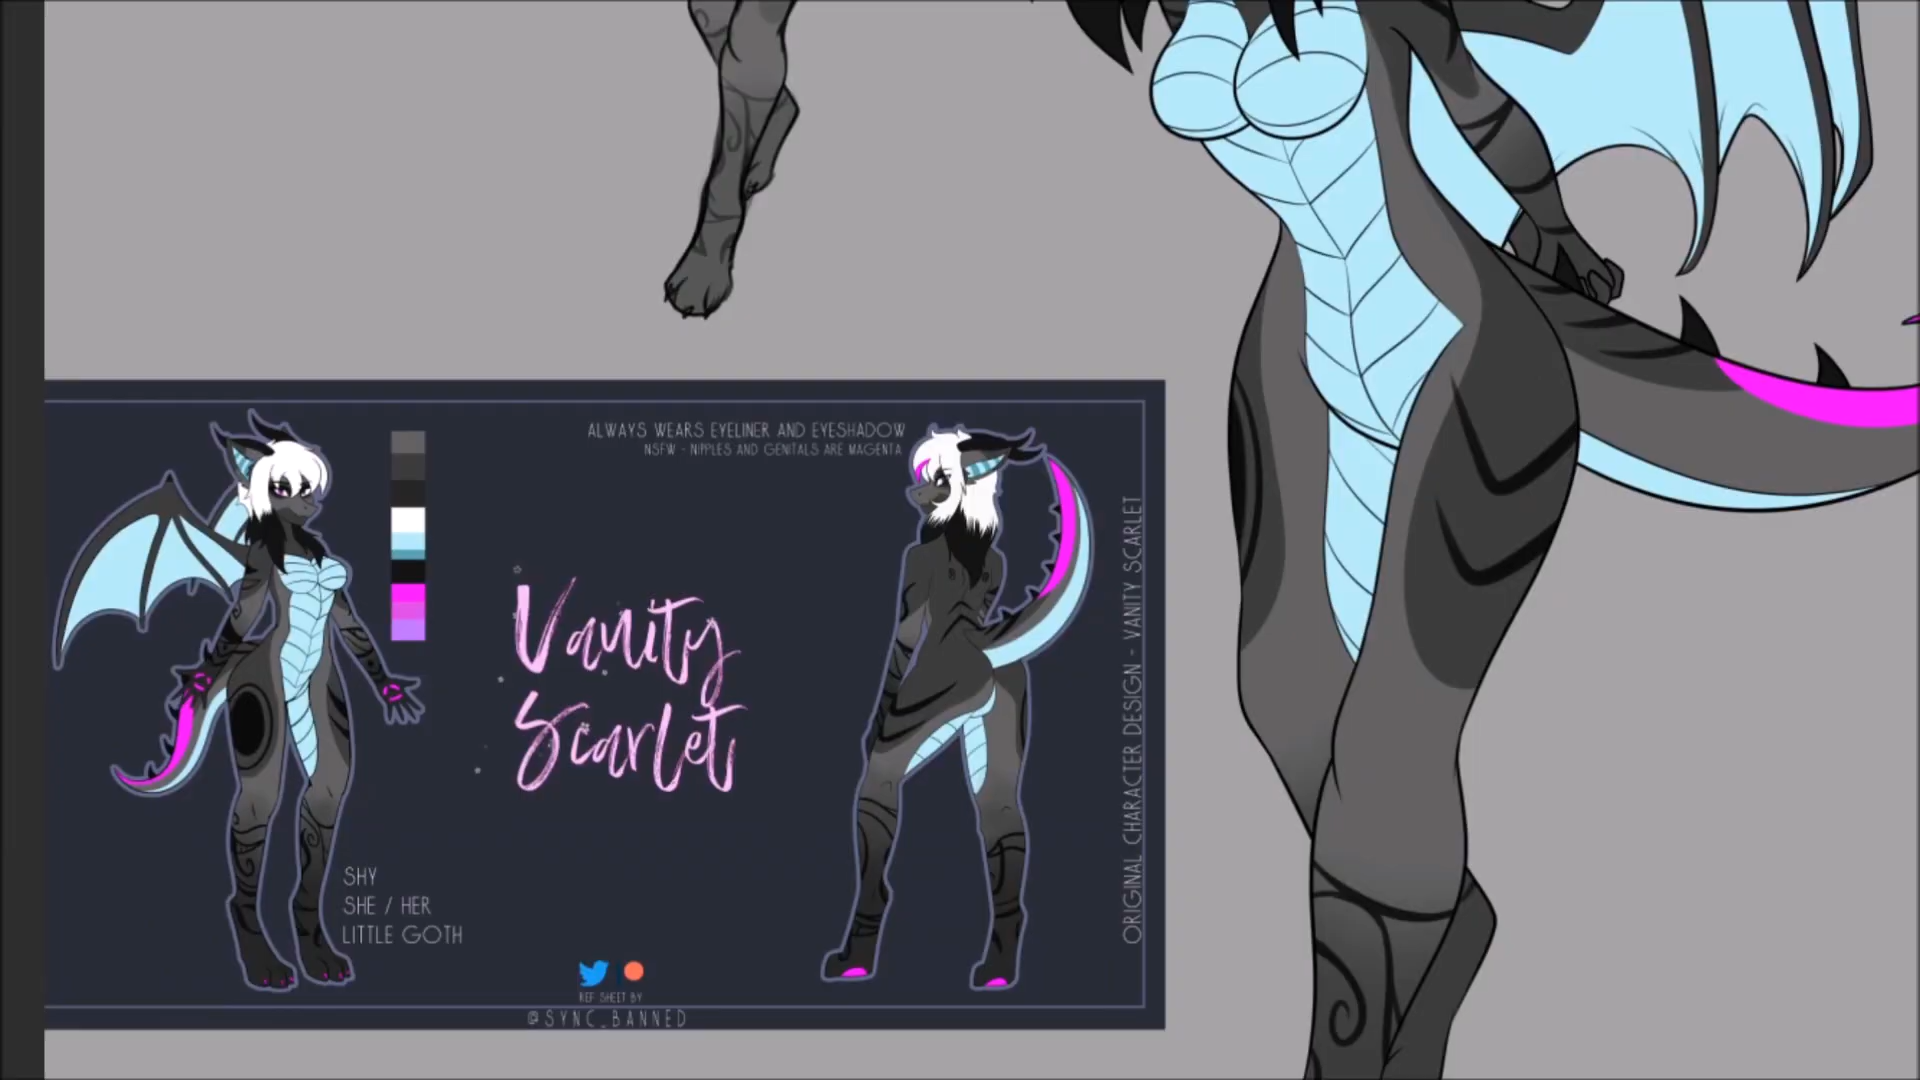 ALWAYS WEARS EYELINER AND EYESHADOW
NSFW - NIPPLES AND GENITALS ARE MAGENTA
Vanity
Scarlet
SHY
SHE / HER
LITTLE GOTH
REF SHEET BY
@SYNC_BANNED
ORIGINAL CHARACTER DESIGN - VANITY SCARLET